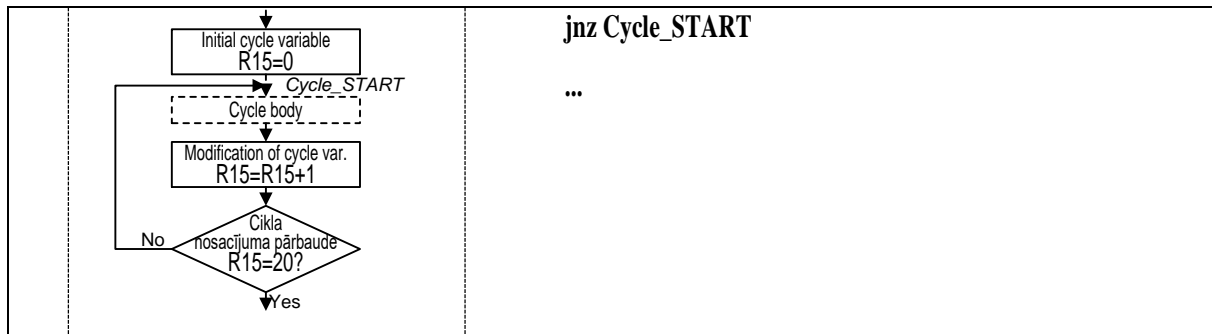 Initial cycle variable
R15=0
Cycle_START
Cycle body
Modification of cycle var.
R15=R15+1
Cikla
nosacījuma pārbaude
R15=20?
No
Yes
jnz Cycle_START
...